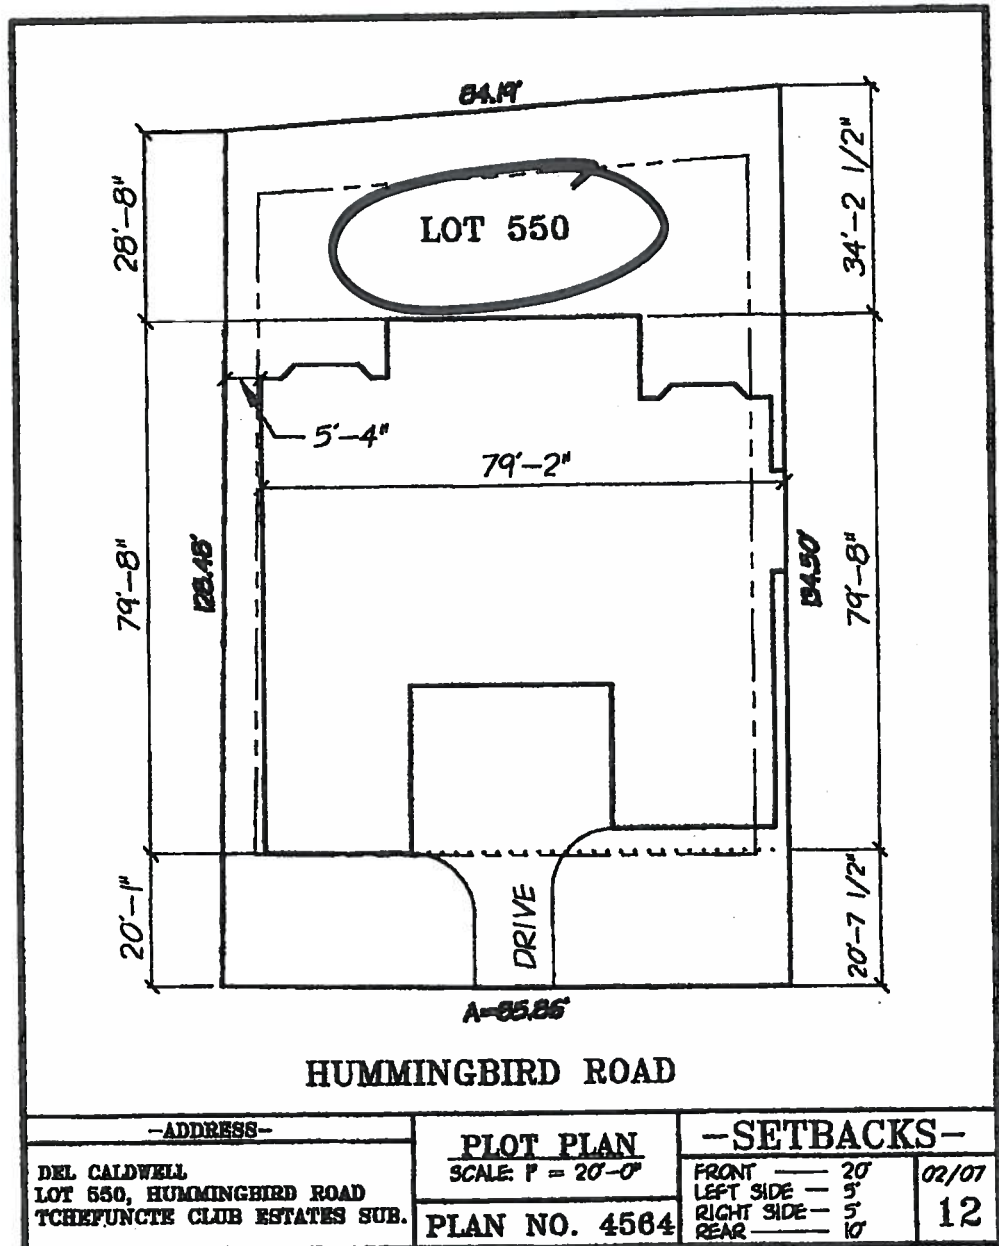 84.19'
28'-8"
34'-2 1/2"
LOT 550
5'-4"
79'-2"
128.48'
134.50'
79'-8"
79'-8"
20'-1"
DRIVE
20'-7 1/2"
A=85.86'
HUMMINGBIRD ROAD
-ADDRESS-
DEL CALDWELL
LOT 550, HUMMINGBIRD ROAD
TCHEFUNCTE CLUB ESTATES SUB.
PLOT PLAN
SCALE: 1" = 20'-0"
PLAN NO. 4564
-SETBACKS-
FRONT — 20'
LEFT SIDE — 5'
RIGHT SIDE — 5'
REAR — 10'
02/07
12